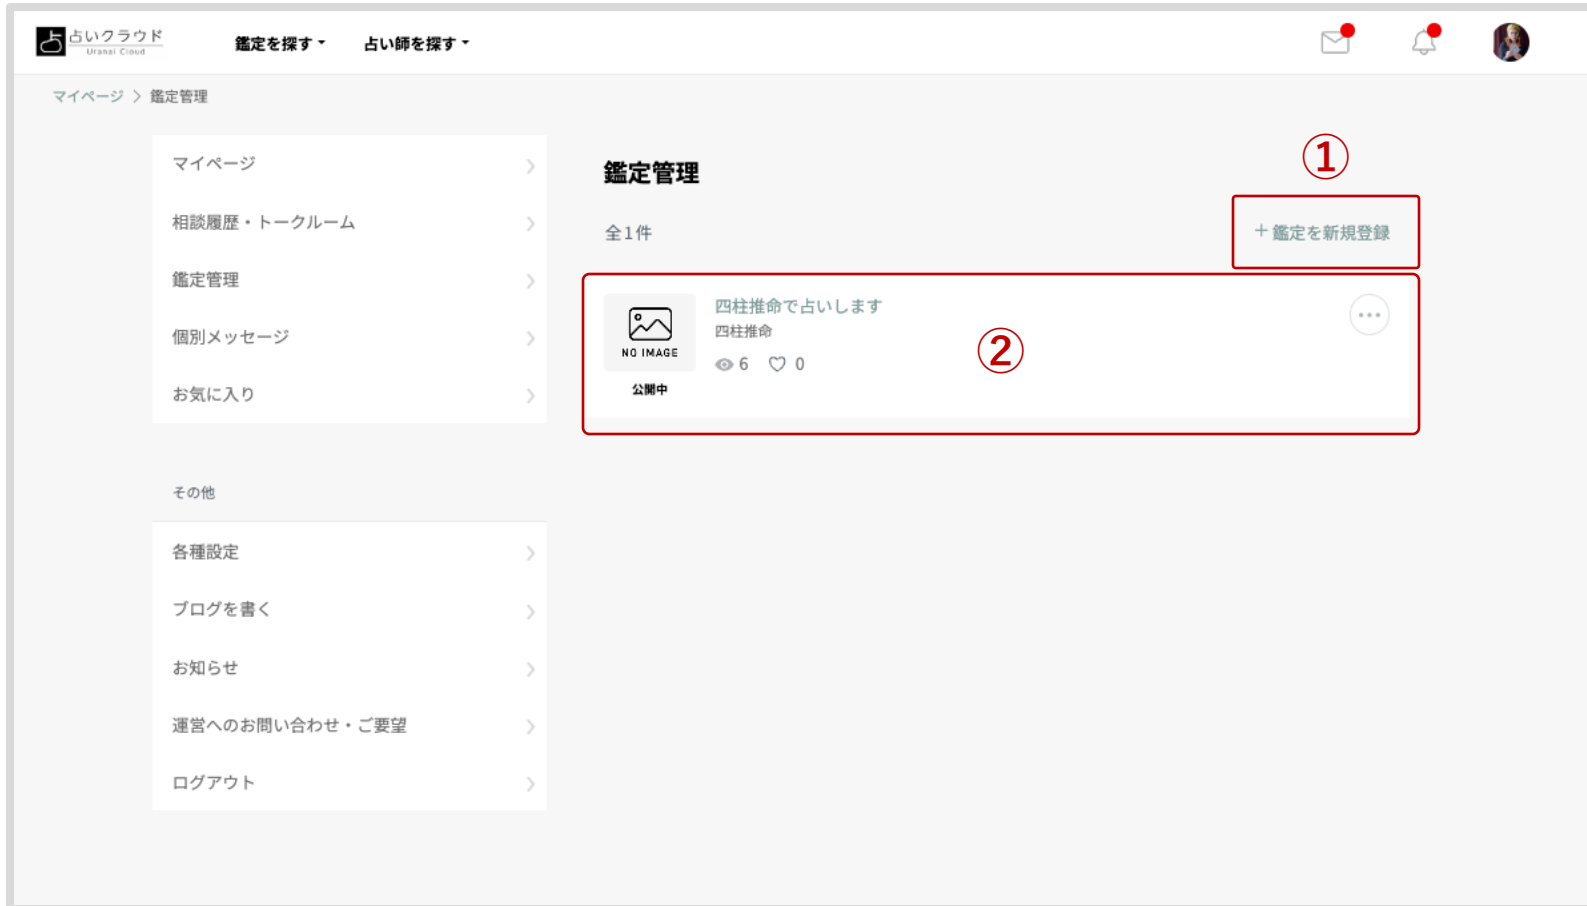 占 占いクラウド
Uranai Cloud
鑑定を探す
占い師を探す
マイページ > 鑑定管理
マイページ
相談履歴・トークルーム
鑑定管理
個別メッセージ
お気に入り
その他
各種設定
ブログを書く
お知らせ
運営へのお問い合わせ・ご要望
ログアウト
鑑定管理
①
全1件
+鑑定を新規登録
四柱推命で占いします
四柱推命
②
NO IMAGE
6 0
公開中